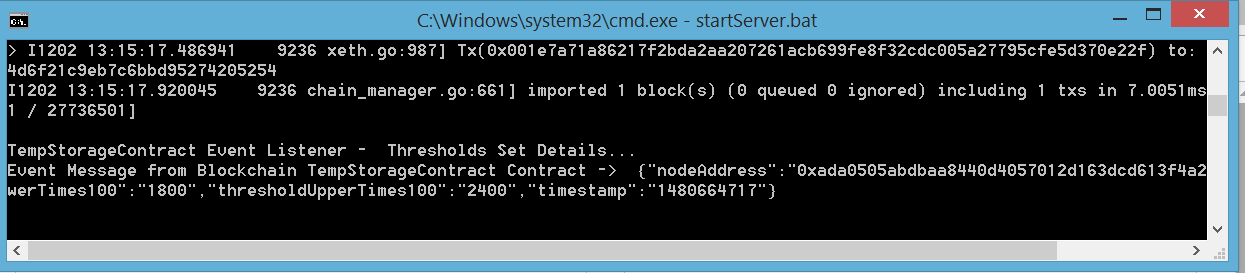 C:\Windows\system32\cmd.exe - startServer.bat
> I1202 13:15:17.486941 9236 xeth.go:987] Tx(0x001e7a71a86217f2bda2aa207261acb699fe8f32cdc005a27795cfe5d370e22f) to:
4d6f21c9eb7c6bbd95274205254
I1202 13:15:17.920045 9236 chain_manager.go:661] imported 1 block(s) (0 queued 0 ignored) including 1 txs in 7.0051ms
1 / 27736501]
TempStorageContract Event Listener - Thresholds Set Details...
Event Message from Blockchain TempStorageContract Contract -> {"nodeAddress":"0xada0505abdbaa8440d4057012d163dcd613f4a2
werTimes100":"1800","thresholdUpperTimes100":"2400","timestamp":"1480664717"}